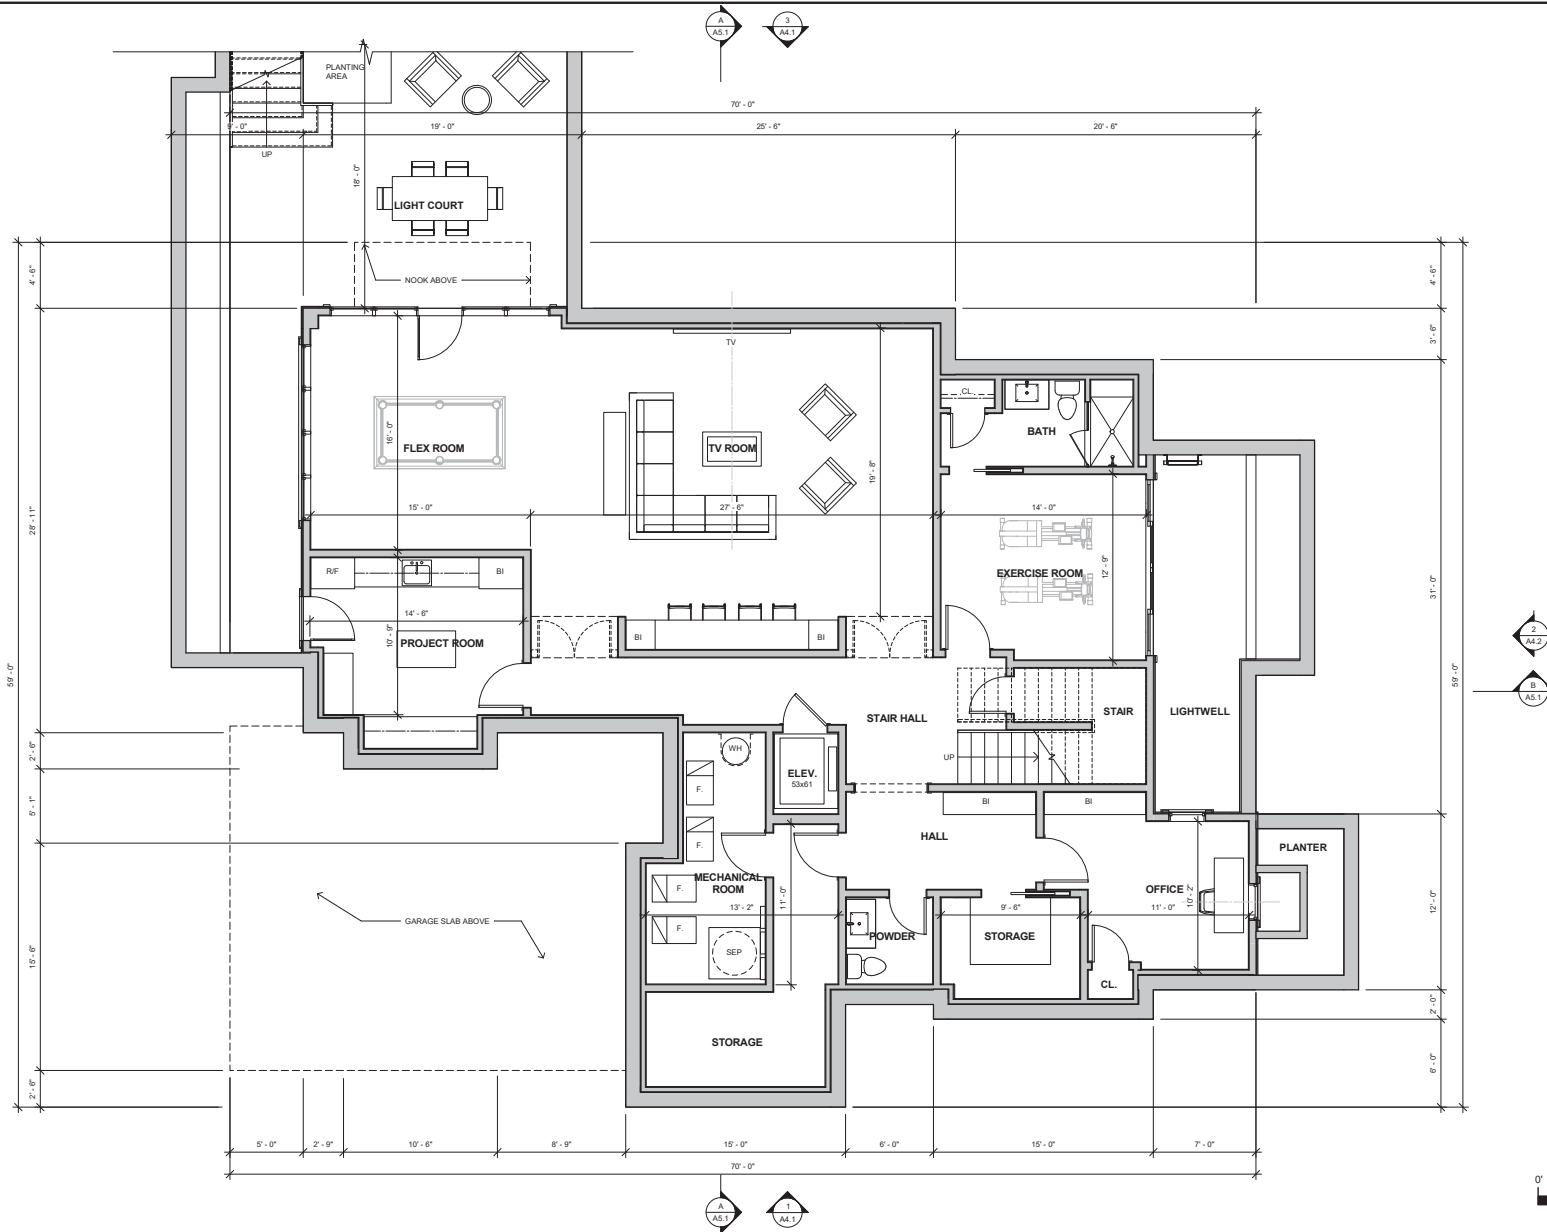 A
A5.1
3
A4.1
PLANTING
AREA
70' - 0"
9' - 0"
19' - 0"
25' - 6"
20' - 6"
UP
18' - 0"
LIGHT COURT
4' - 6"
NOOK ABOVE
4' - 6"
3' - 6"
TV
CL.
BATH
FLEX ROOM
16' - 0"
TV ROOM
19' - 8"
15' - 0"
27' - 6"
14' - 0"
28' - 11"
EXERCISE ROOM
12' - 9"
31' - 0"
R/F
BI
14' - 6"
PROJECT ROOM
10' - 9"
BI
BI
2
A4.2
59' - 0"
59' - 0"
B
A5.1
STAIR HALL
STAIR
LIGHTWELL
2' - 6"
WH
UP
ELEV.
53x61
F.
5' - 1"
BI
BI
HALL
F.
PLANTER
MECHANICAL
ROOM
F.
11' - 0"
OFFICE
10' - 2"
12' - 0"
GARAGE SLAB ABOVE
13' - 2"
9' - 6"
11' - 0"
F.
POWDER
STORAGE
15' - 6"
SEP
CL.
2' - 0"
STORAGE
6' - 0"
2' - 6"
5' - 0"
2' - 9"
10' - 6"
8' - 9"
15' - 0"
6' - 0"
15' - 0"
7' - 0"
70' - 0"
0'
A
A5.1
1
A4.1